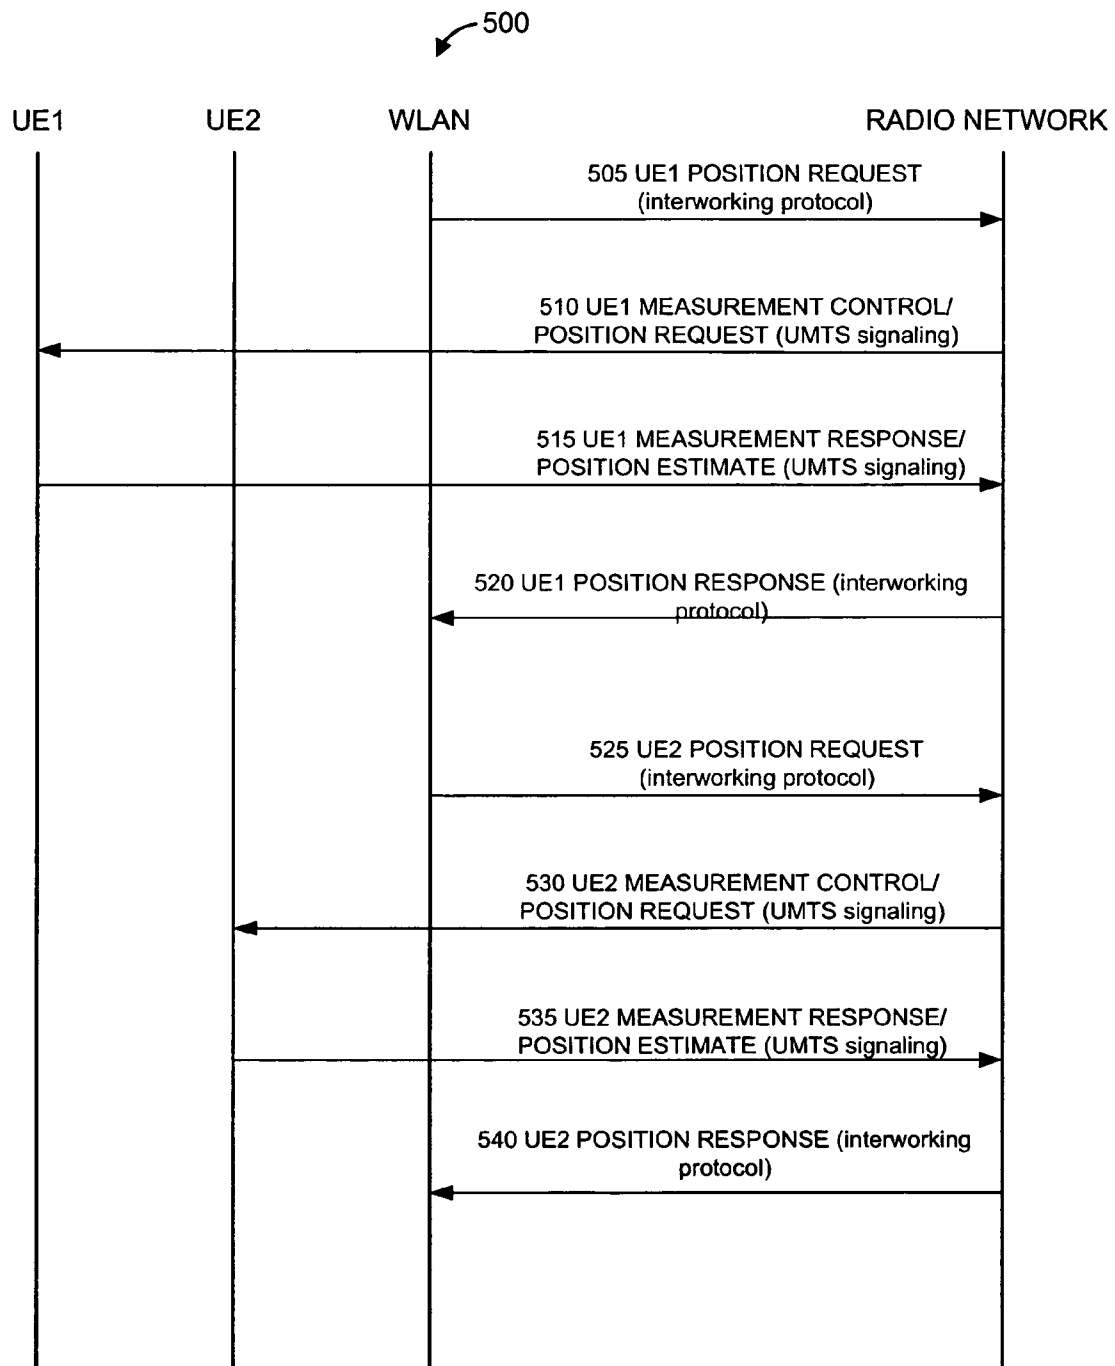 500
UE1 UE2 WLAN RADIO NETWORK
505 UE1 POSITION REQUEST
(interworking protocol)
510 UE1 MEASUREMENT CONTROL/
POSITION REQUEST (UMTS signaling)
515 UE1 MEASUREMENT RESPONSE/
POSITION ESTIMATE (UMTS signaling)
520 UE1 POSITION RESPONSE (interworking
protocol)
525 UE2 POSITION REQUEST
(interworking protocol)
530 UE2 MEASUREMENT CONTROL/
POSITION REQUEST (UMTS signaling)
535 UE2 MEASUREMENT RESPONSE/
POSITION ESTIMATE (UMTS signaling)
540 UE2 POSITION RESPONSE (interworking
protocol)